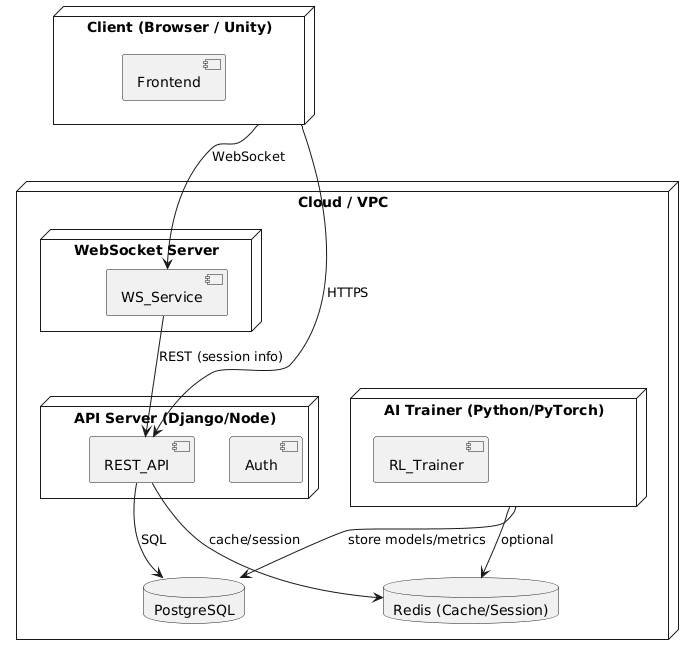 Client (Browser / Unity)
Frontend
WebSocket
Cloud / VPC
WebSocket Server
WS_Service
HTTPS
REST (session info)
API Server (Django/Node)
REST_API
Auth
AI Trainer (Python/PyTorch)
RL_Trainer
SQL
cache/session
store models/metrics
optional
PostgreSQL
Redis (Cache/Session)